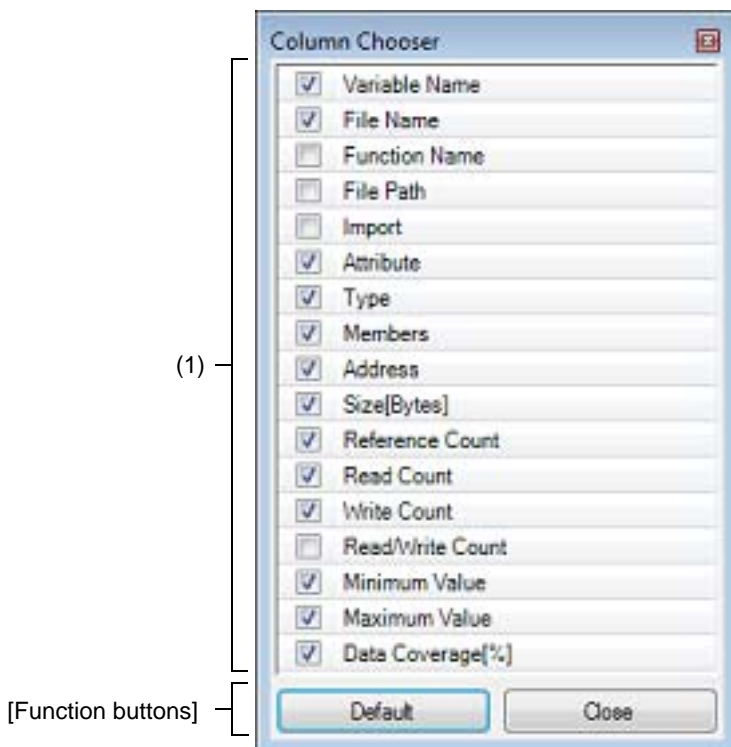 Column Chooser
Variable Name
File Name
Function Name
File Path
Import
Attribute
Type
Members
(1)
Address
Size[Bytes]
Reference Count
Read Count
Write Count
Read/Write Count
Minimum Value
Maximum Value
Data Coverage[%]
[Function buttons]
Default
Close